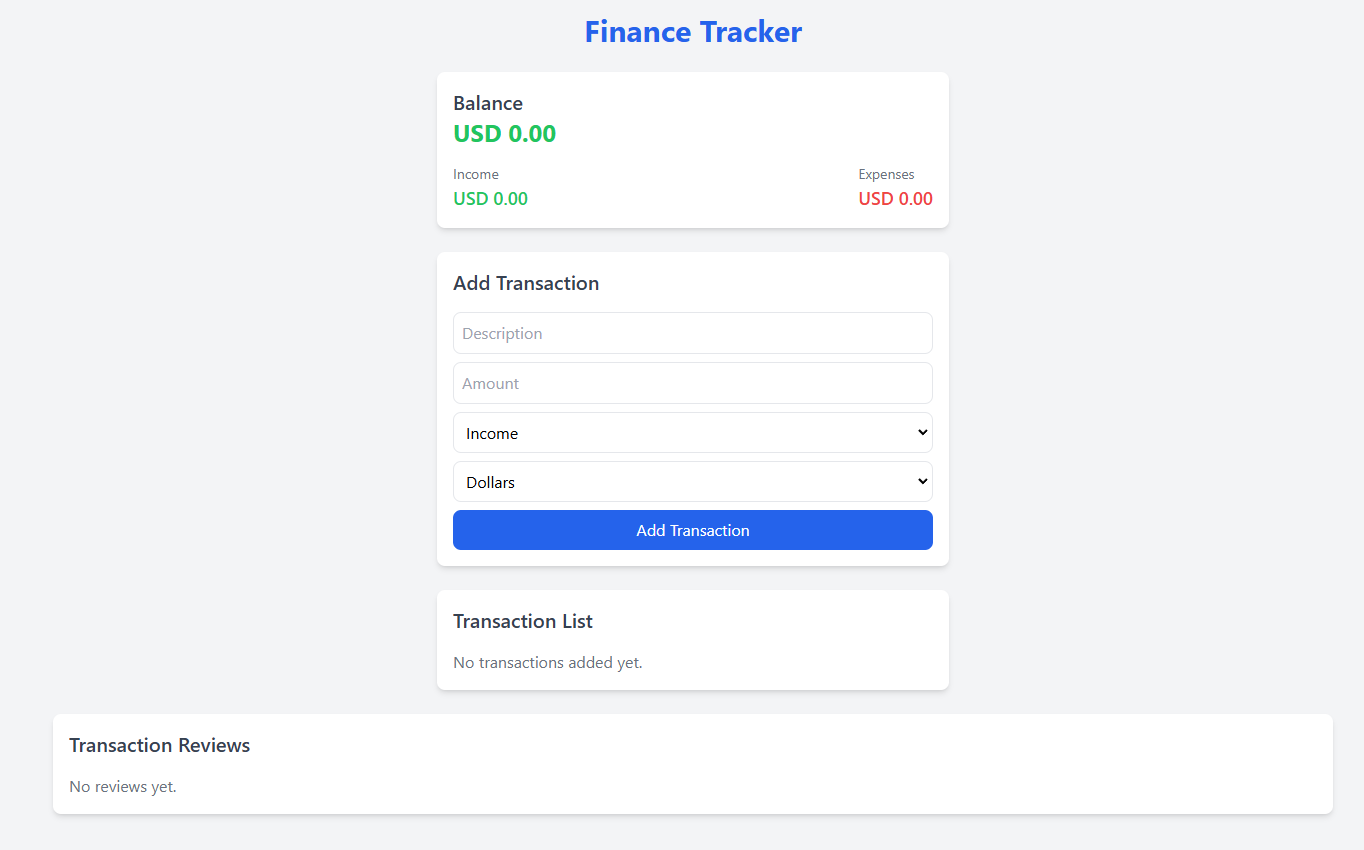 Finance Tracker
Balance
USD 0.00
Income Expenses
USD 0.00 USD 0.00
Add Transaction
Description
Amount
Income
Dollars
Add Transaction
Transaction List
No transactions added yet.
Transaction Reviews
No reviews yet.